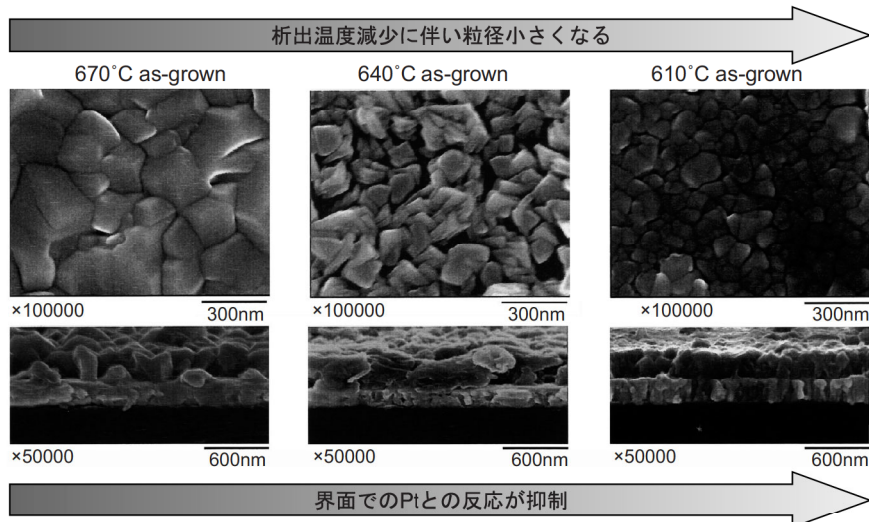 析出温度減少に伴い粒径小さくなる
670°C as-grown 640°C as-grown 610°C as-grown
×100000 300nm ×100000 300nm ×100000 300nm
×50000 600nm ×50000 600nm ×50000 600nm
界面でのPtとの反応が抑制